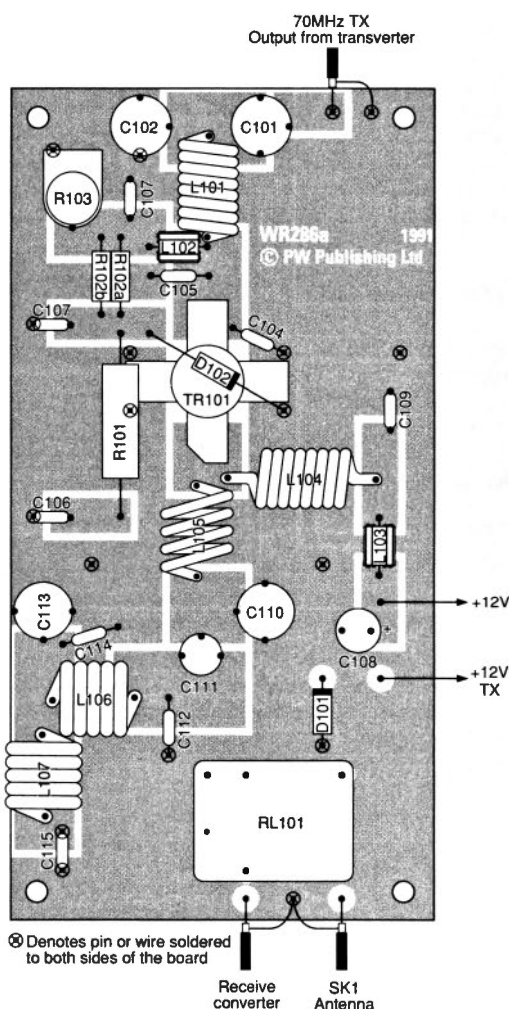 70MHz TX
Output from transverter
C102
C101
L101
R103
C107
WR286a 1991
© PW Publishing Ltd
L102
C105
R102b
R102a
C107
C104
D102
TR101
C109
R101
L104
C106
L105
L103
C113
C110
+12V
C114
C111
+
C108
+12V
TX
L106
C112
D101
L107
RL101
C115
⊗ Denotes pin or wire soldered
to both sides of the board
Receive
converter
SK1
Antenna